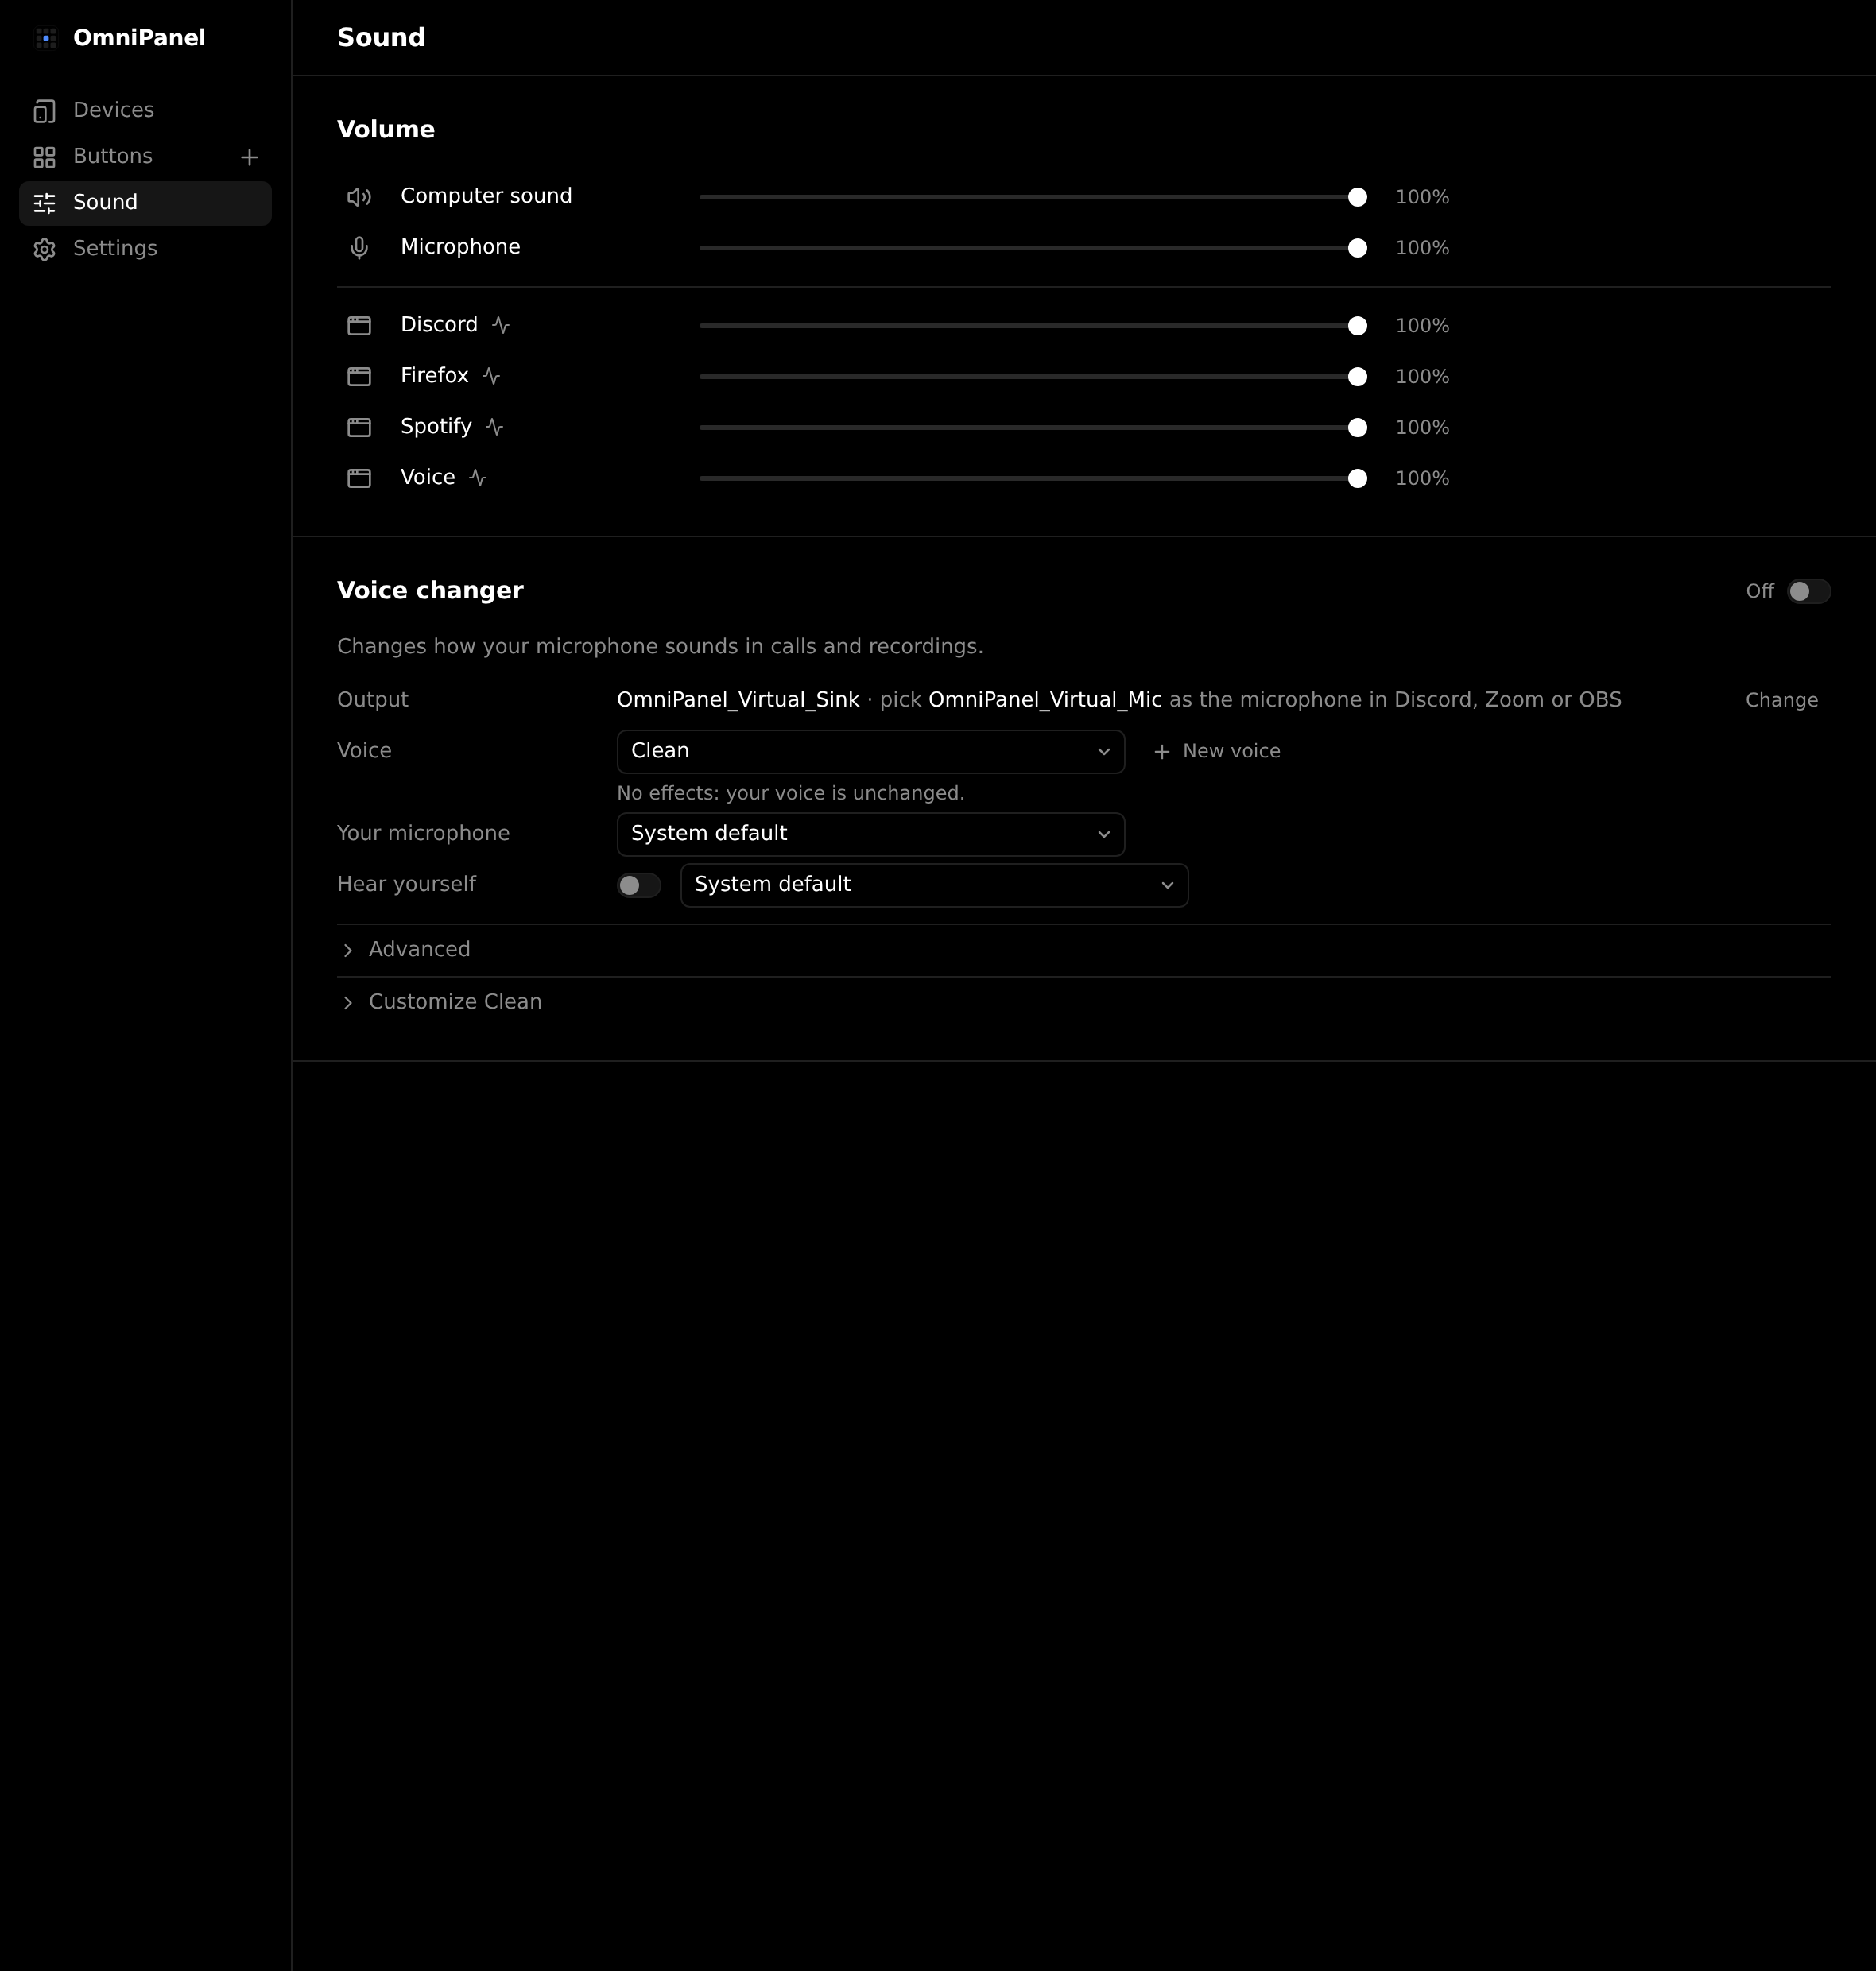 OmniPanel
Devices
Buttons
Sound
Settings
Sound
Volume
Computer sound 100%
Microphone 100%
Discord 100%
Firefox 100%
Spotify 100%
Voice 100%
Voice changer Off
Changes how your microphone sounds in calls and recordings.
Output OmniPanel_Virtual_Sink · pick OmniPanel_Virtual_Mic as the microphone in Discord, Zoom or OBS Change
Voice Clean New voice
No effects: your voice is unchanged.
Your microphone System default
Hear yourself System default
Advanced
Customize Clean